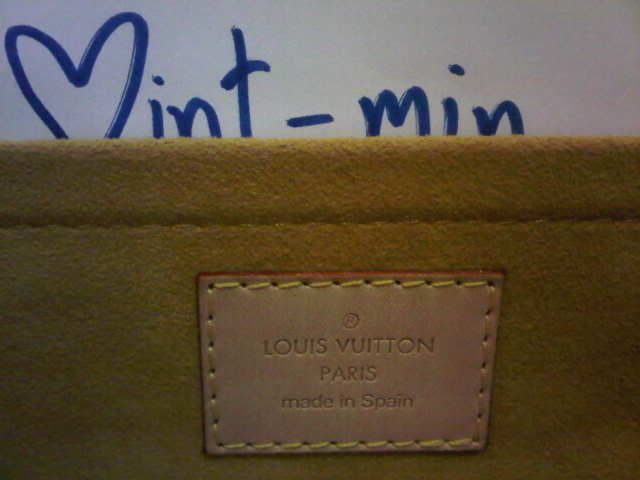 int-min
®
LOUIS VUITTON
PARIS
made in Spain